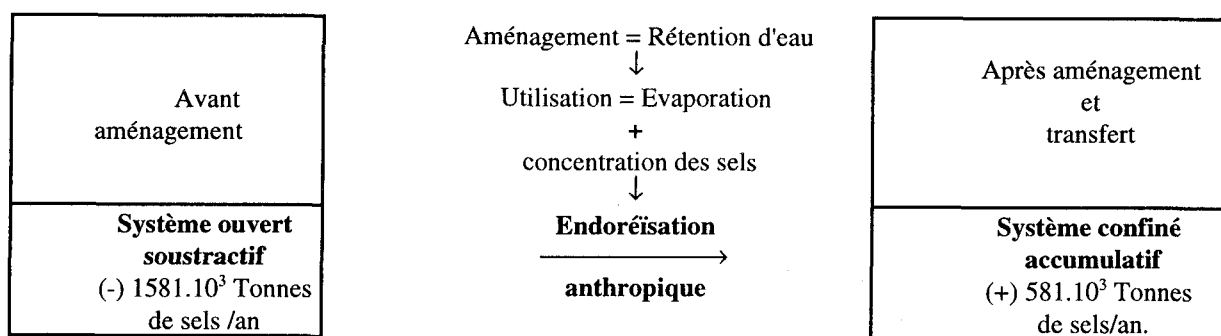 Avant
aménagement
Système ouvert
soustractif
(-) 1581.10³ Tonnes
de sels /an
Aménagement = Rétention d'eau
↓
Utilisation = Evaporation
+
concentration des sels
↓
Endoréïsation
→
anthropique
Après aménagement
et
transfert
Système confiné
accumulatif
(+) 581.10³ Tonnes
de sels/an.